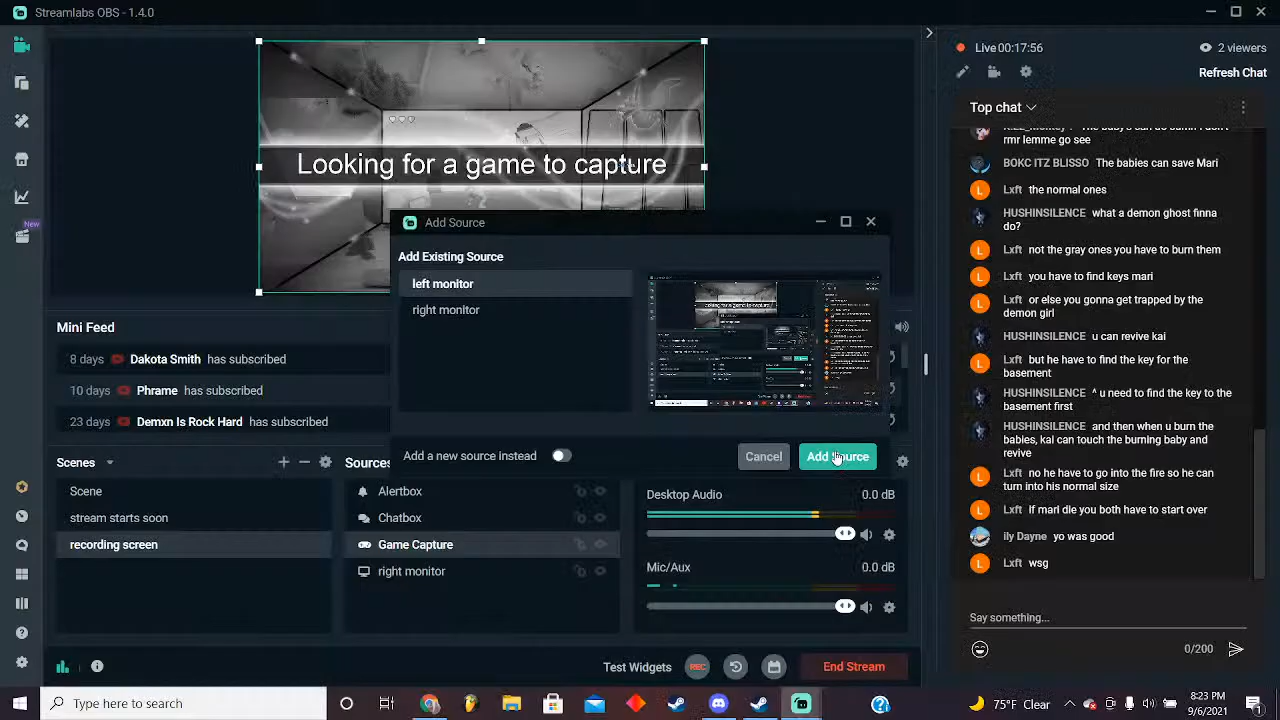 Streamlabs OBS - 1.4.0
Live 00:17:56
2 viewers
Refresh Chat
Top chat
rmr lemme go see
BOKC ITZ BLISSO The babies can save Mari
Lxft the normal ones
HUSHINSILENCE wha a demon ghost finna
do?
Lxft not the gray ones you have to burn them
Lxft you have to find keys mari
Lxft or else you gonna get trapped by the
demon girl
HUSHINSILENCE u can revive kai
Lxft but he have to find the key for the
basement
HUSHINSILENCE ^ u need to find the key to the
basement first
HUSHINSILENCE and then when u burn the
babies, kai can touch the burning baby and
revive
Lxft no he have to go into the fire so he can
turn into his normal size
Lxft If mari die you both have to start over
ily Dayne yo was good
Lxft wsg
Say something...
0/200
New
Looking for a game to capture
Add Source
Add Existing Source
left monitor
right monitor
Add a new source instead
Cancel
Add Source
Mini Feed
8 days Dakota Smith has subscribed
10 days Phrame has subscribed
23 days Demxn Is Rock Hard has subscribed
Scenes
Scene
stream starts soon
recording screen
Sources
Alertbox
Chatbox
Game Capture
right monitor
Desktop Audio 0.0 dB
Mic/Aux 0.0 dB
Test Widgets
REC
End Stream
Type here to search
75°F Clear
8:23 PM
9/6/2021